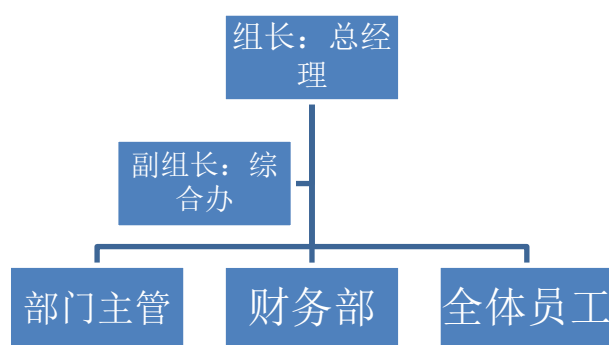 组长：总经
理
副组长：综
合办
部门主管
财务部
全体员工